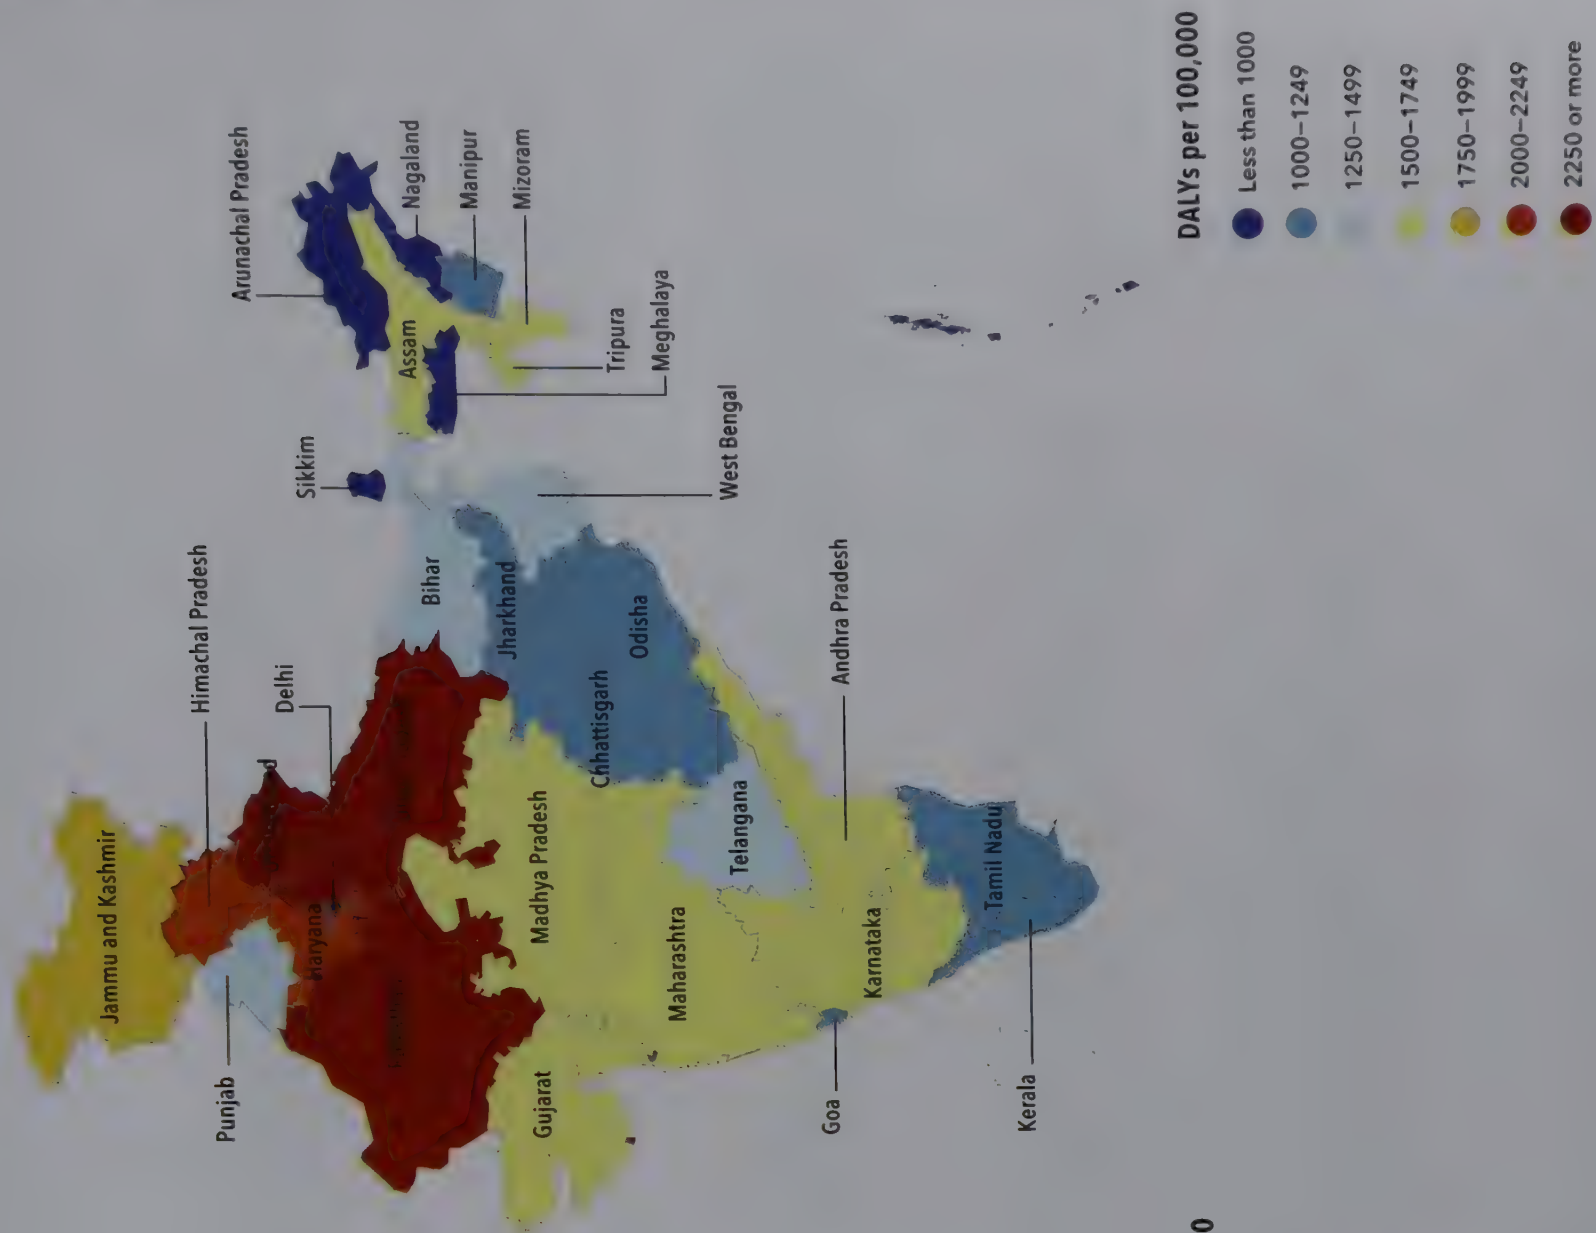 Jammu and Kashmir
Himachal Pradesh
Punjab
Delhi
Haryana
Sikkim
Arunachal Pradesh
Nagaland
Manipur
Mizoram
Assam
Tripura
Meghalaya
West Bengal
Bihar
Jharkhand
Odisha
Chhattisgarh
Madhya Pradesh
Gujarat
Maharashtra
Telangana
Andhra Pradesh
Karnataka
Goa
Tamil Nadu
Kerala
DALYs per 100,000
Less than 1000
1000–1249
1250–1499
1500–1749
1750–1999
2000–2249
2250 or more
0